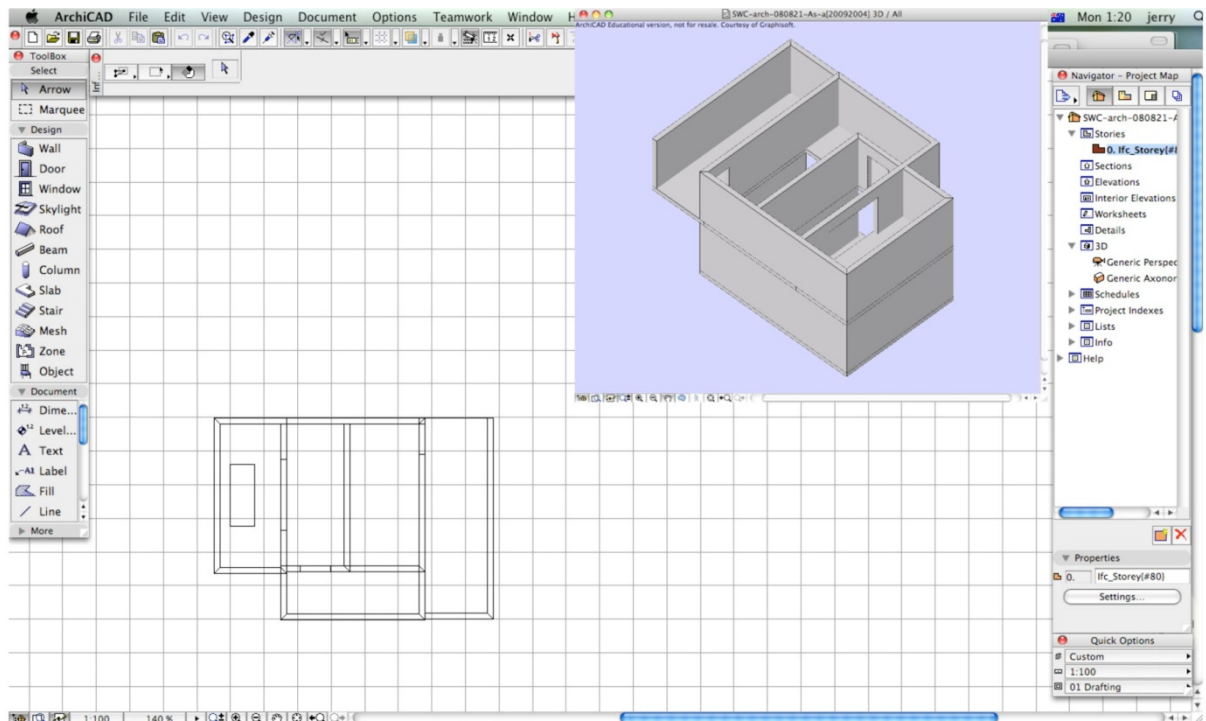 ArchiCAD File Edit View Design Document Options Teamwork Window H
SWC-arch-080821-As-a[20092004] 3D / All
Mon 1:20 jerry
ArchiCAD Educational version, not for resale. Courtesy of Graphisoft.
ToolBox
Select
Arrow
Marquee
Design
Wall
Door
Window
Skylight
Roof
Beam
Column
Slab
Stair
Mesh
Zone
Object
Document
Dime...
Level...
A Text
A1 Label
Fill
Line
More
Inf...
Navigator - Project Map
SWC-arch-080821-A
Stories
0. Ifc_Storey(#8
Sections
Elevations
Interior Elevations
Worksheets
Details
3D
Generic Perspec
Generic Axonor
Schedules
Project Indexes
Lists
Info
Help
Properties
0. Ifc_Storey(#80)
Settings...
Quick Options
Custom
1:100
01 Drafting
1:100 140 %